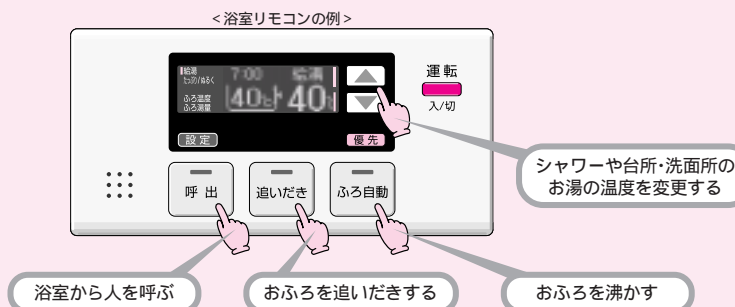 ＜浴室リモコンの例＞
給湯
7:00 給湯
ふろ温度
ふろ湯量
40 40
運転
入/切
設定
優先
シャワーや台所・洗面所の
お湯の温度を変更する
呼出
追いだき
ふろ自動
浴室から人を呼ぶ
おふろを追いだきする
おふろを沸かす